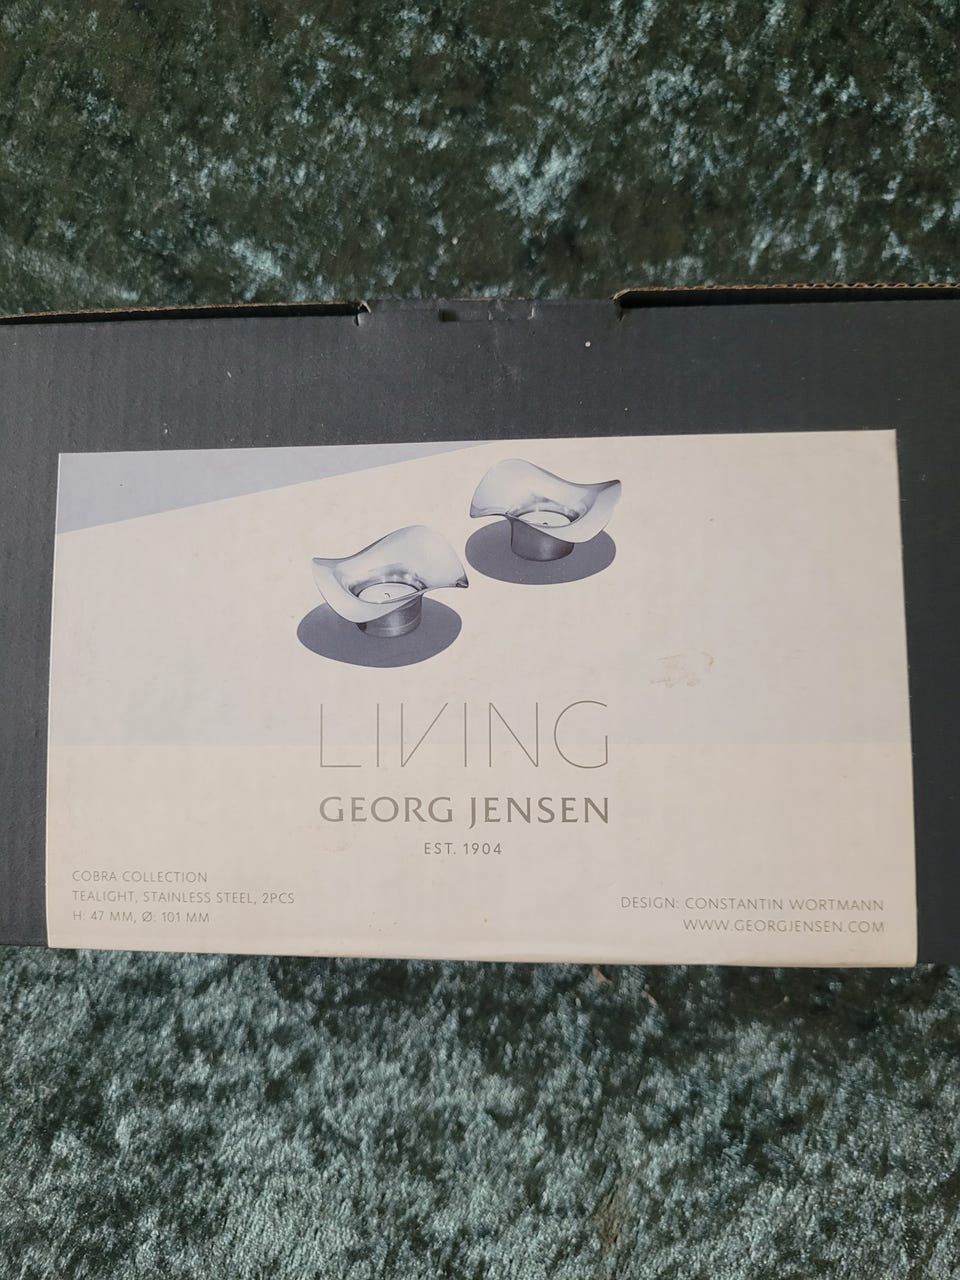 LIVING
GEORG JENSEN
EST. 1904
COBRA COLLECTION
TEALIGHT, STAINLESS STEEL, 2PCS
H: 47 MM, Ø: 101 MM
DESIGN: CONSTANTIN WORTMANN
WWW.GEORGJENSEN.COM